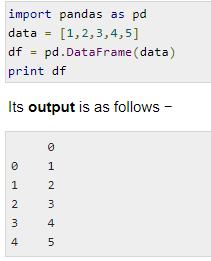 import pandas as pd
data = [1,2,3,4,5]
df = pd.DataFrame(data)
print df
Its output is as follows −
0
0 1
1 2
2 3
3 4
4 5